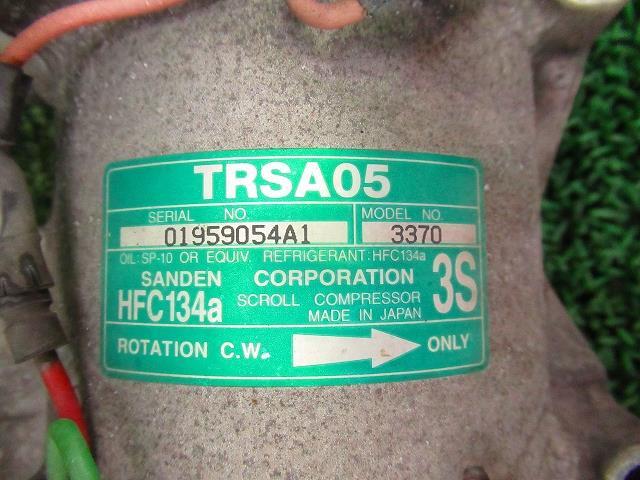 TRSA05
SERIAL NO. MODEL NO.
01959054A1 3370
OIL:SP-10 OR EQUIV. REFRIGERANT:HFC134a
SANDEN CORPORATION 3S
HFC134a SCROLL COMPRESSOR
MADE IN JAPAN
ROTATION C.W. ONLY